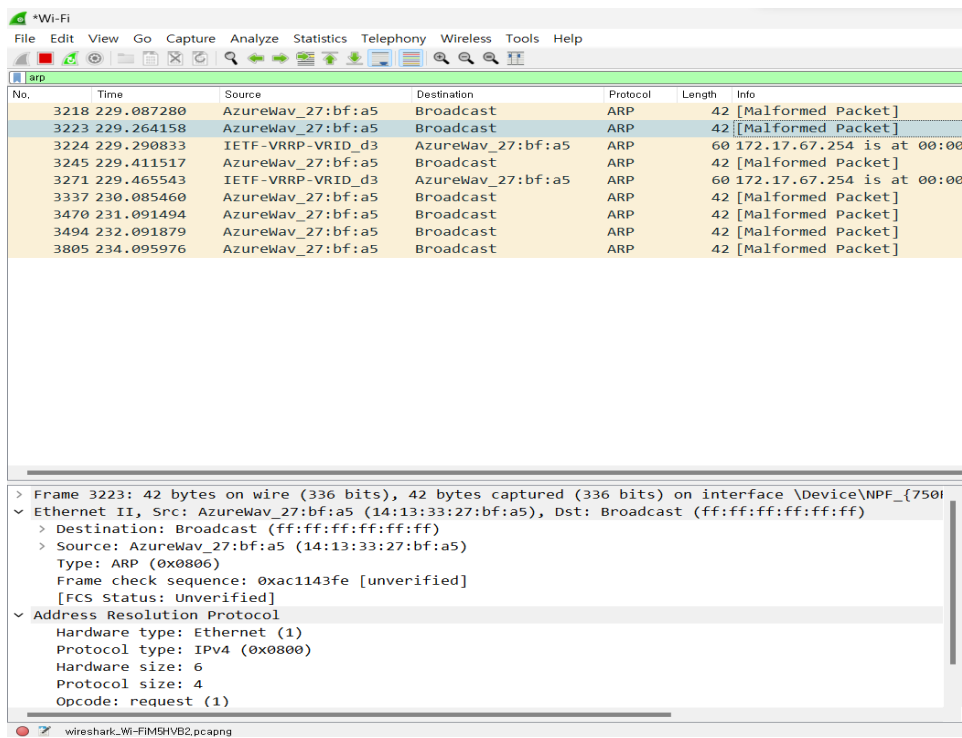 *Wi-Fi
File Edit View Go Capture Analyze Statistics Telephony Wireless Tools Help
arp
No. Time Source Destination Protocol Length Info
3218 229.087280 AzureWav_27:bf:a5 Broadcast ARP 42 [Malformed Packet]
3223 229.264158 AzureWav_27:bf:a5 Broadcast ARP 42 [Malformed Packet]
3224 229.290833 IETF-VRRP-VRID_d3 AzureWav_27:bf:a5 ARP 60 172.17.67.254 is at 00:00
3245 229.411517 AzureWav_27:bf:a5 Broadcast ARP 42 [Malformed Packet]
3271 229.465543 IETF-VRRP-VRID_d3 AzureWav_27:bf:a5 ARP 60 172.17.67.254 is at 00:00
3337 230.085460 AzureWav_27:bf:a5 Broadcast ARP 42 [Malformed Packet]
3470 231.091494 AzureWav_27:bf:a5 Broadcast ARP 42 [Malformed Packet]
3494 232.091879 AzureWav_27:bf:a5 Broadcast ARP 42 [Malformed Packet]
3805 234.095976 AzureWav_27:bf:a5 Broadcast ARP 42 [Malformed Packet]
> Frame 3223: 42 bytes on wire (336 bits), 42 bytes captured (336 bits) on interface \Device\NPF_{750
Ethernet II, Src: AzureWav_27:bf:a5 (14:13:33:27:bf:a5), Dst: Broadcast (ff:ff:ff:ff:ff:ff)
> Destination: Broadcast (ff:ff:ff:ff:ff:ff)
> Source: AzureWav_27:bf:a5 (14:13:33:27:bf:a5)
Type: ARP (0x0806)
Frame check sequence: 0xac1143fe [unverified]
[FCS Status: Unverified]
Address Resolution Protocol
Hardware type: Ethernet (1)
Protocol type: IPv4 (0x0800)
Hardware size: 6
Protocol size: 4
Opcode: request (1)
wireshark_Wi-FiM5HVB2.pcapng